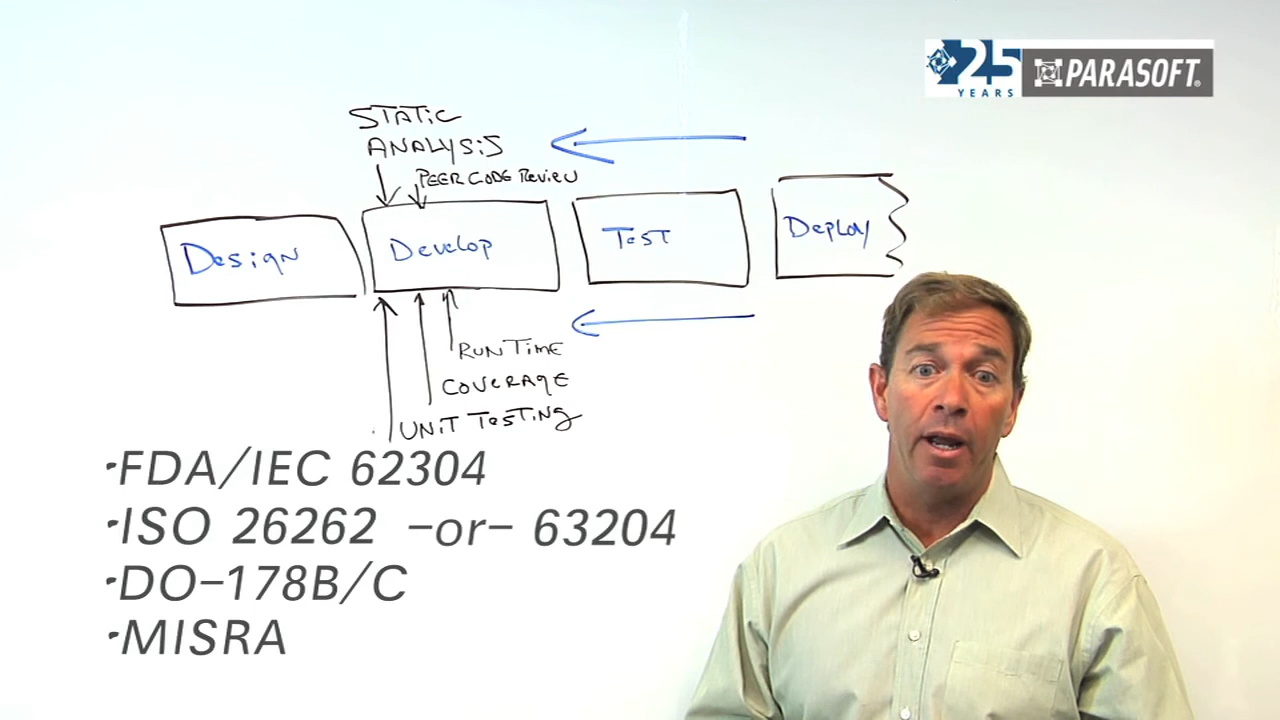 25
YEARS
PARASOFT®
STATIC
ANALYSIS
PEER CODE Review
Design
Develop
Test
Deploy
RUNTIME
COVERAGE
UNIT TESTING
·FDA/IEC 62304
·ISO 26262 -or- 63204
·DO-178B/C
·MISRA